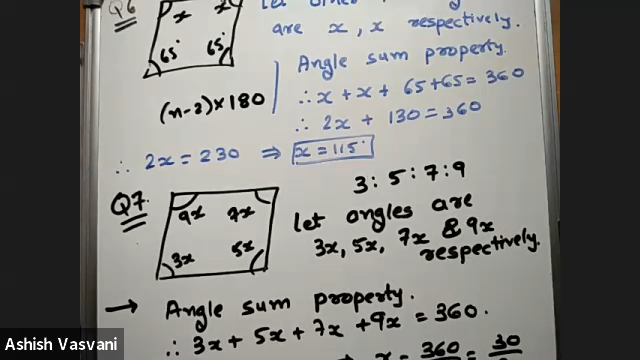 Q6
x
x
65°
65°
are x, x respectively.
Angle sum property.
∴ x + x + 65 + 65 = 360
(n-2) × 180
∴ 2x + 130 = 360
∴ 2x = 230 ⇒ x = 115°
Q7.
3 : 5 : 7 : 9
9x 7x
3x 5x
let angles are
3x, 5x, 7x & 9x
respectively.
→ Angle sum property.
∴ 3x + 5x + 7x + 9x = 360.
360 = 30
Ashish Vasvani